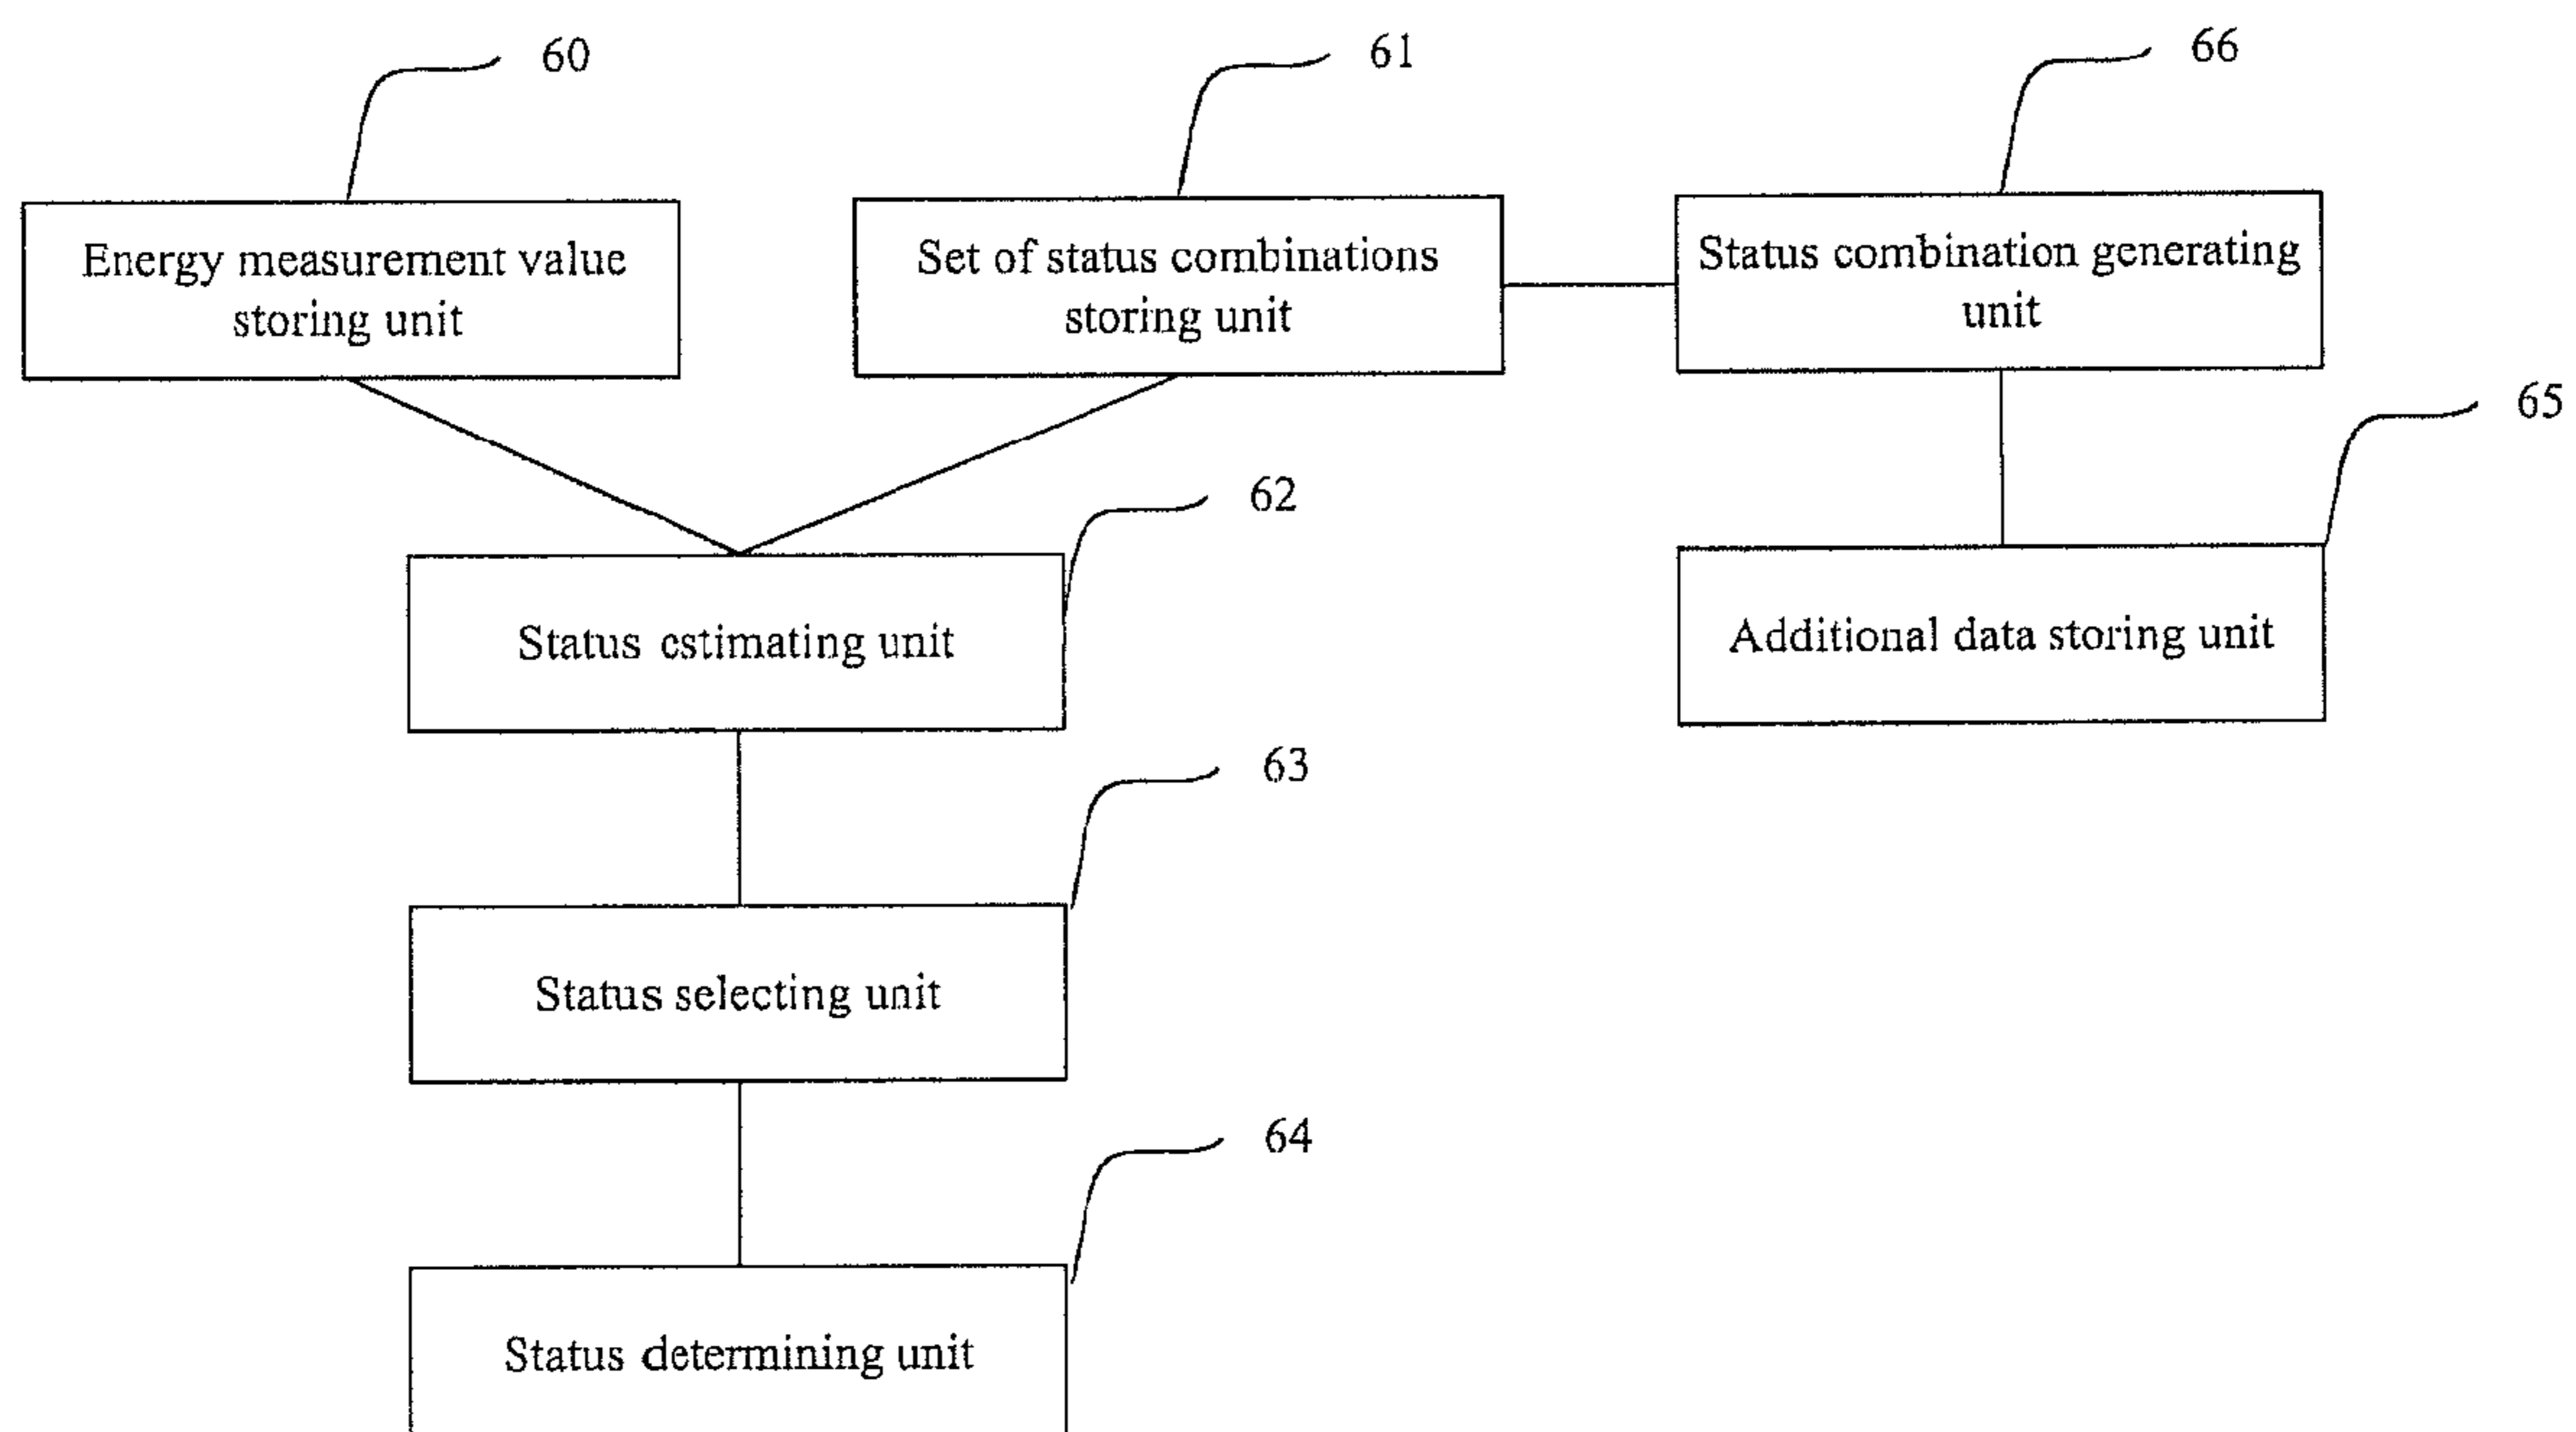 60
61
66
Energy measurement value
storing unit
Set of status combinations
storing unit
Status combination generating
unit
65
62
Status estimating unit
Additional data storing unit
63
Status selecting unit
64
Status determining unit